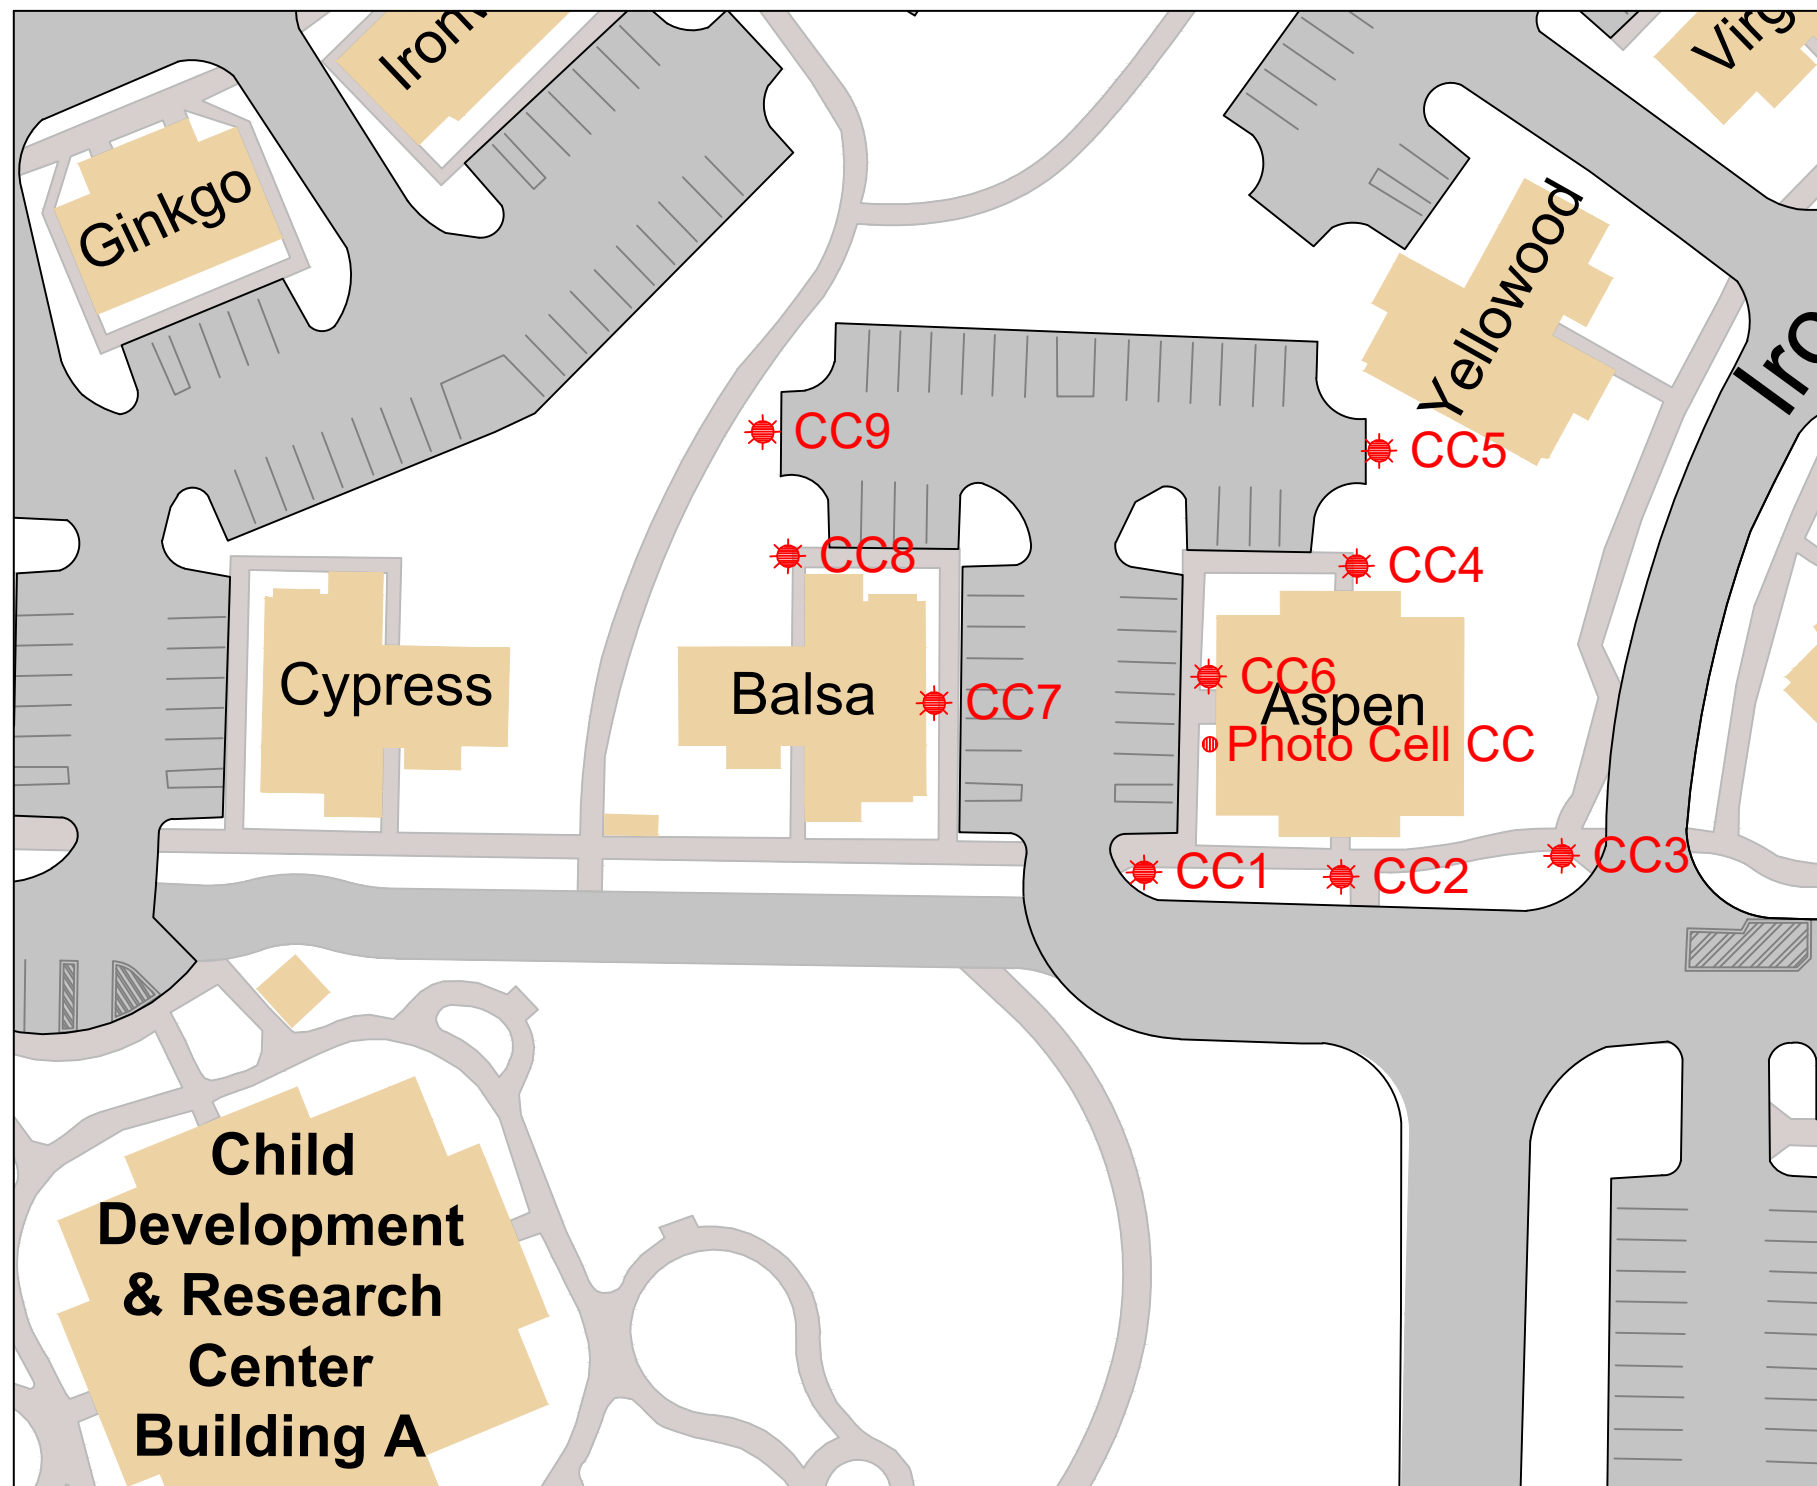 Ginkgo
Yellowood
CC9
CC5
CC8
CC4
Cypress
Balsa
CC7
CC6
Aspen
Photo Cell CC
CC1
CC2
CC3
Child
Development
& Research
Center
Building A